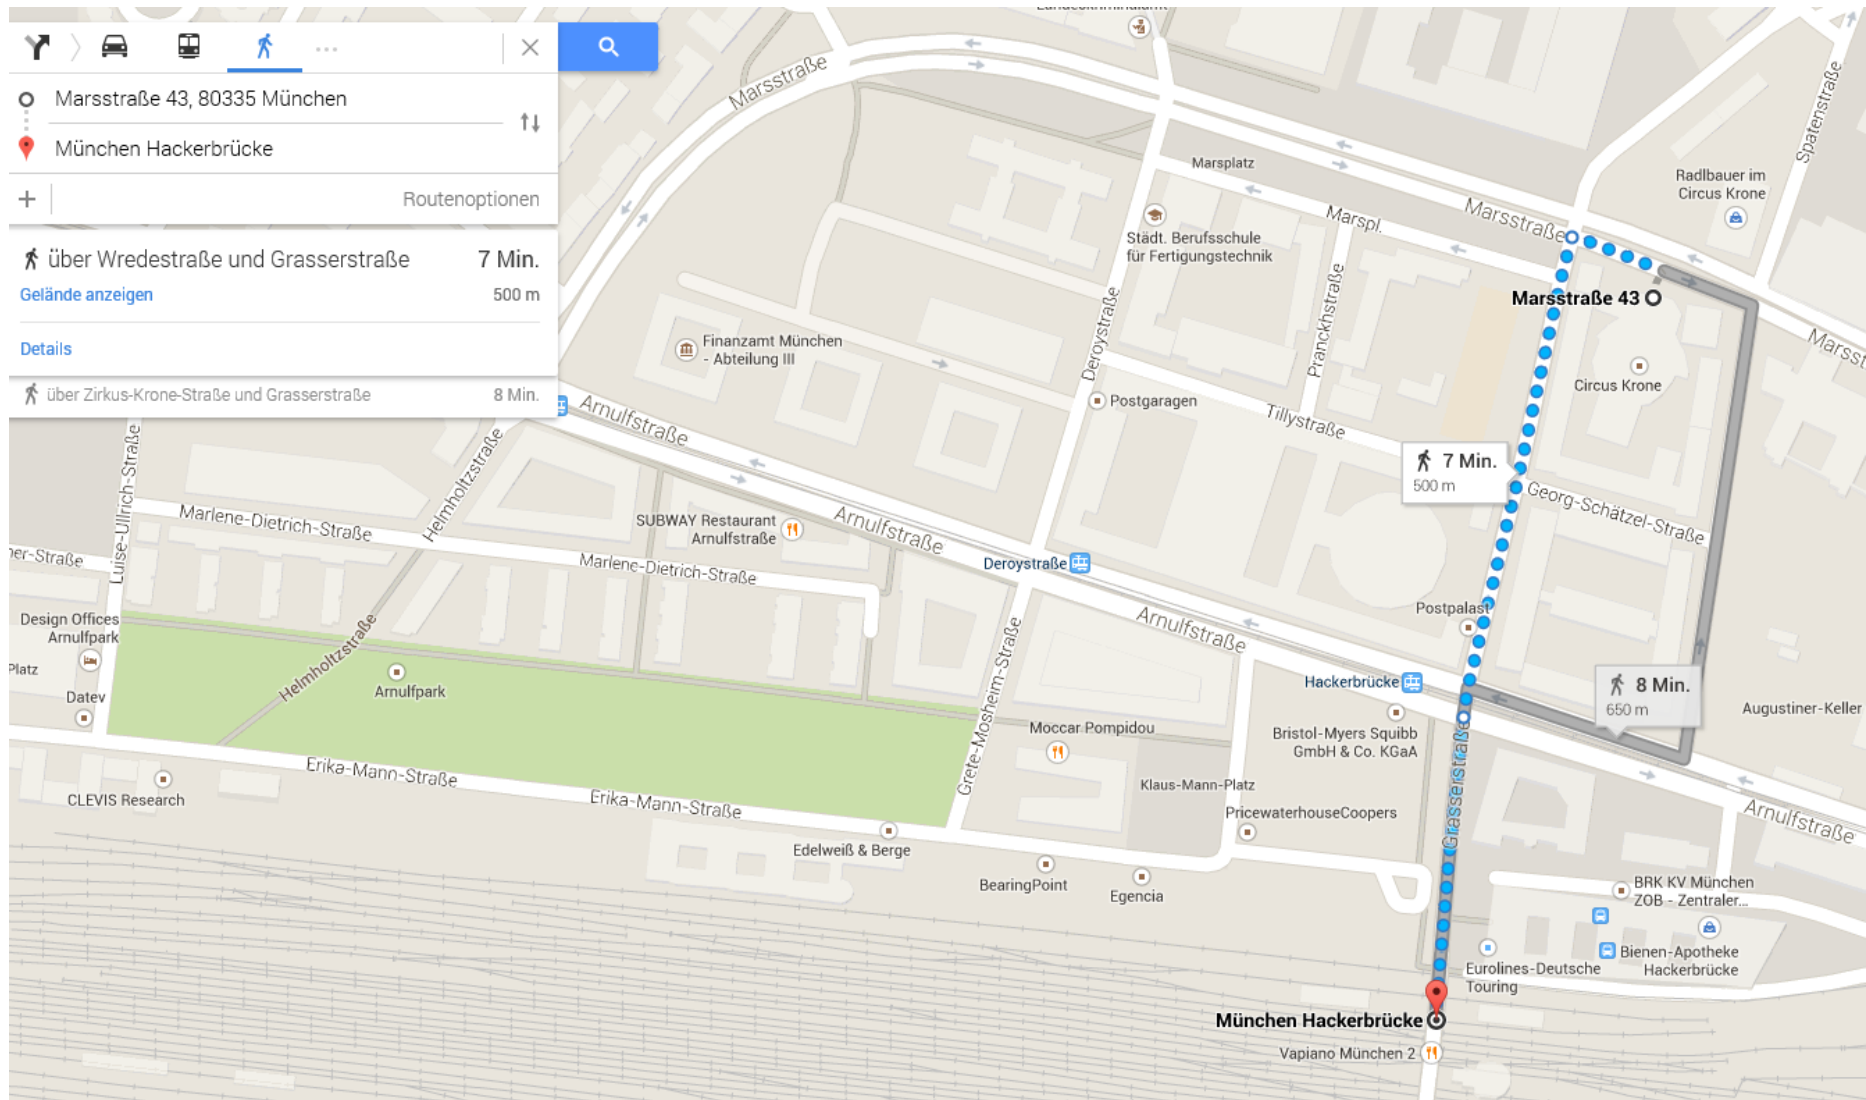 Marsstraße 43, 80335 München
München Hackerbrücke
Routenoptionen
über Wredestraße und Grasserstraße 7 Min.
Gelände anzeigen 500 m
Details
über Zirkus-Krone-Straße und Grasserstraße 8 Min.
Landeskriminalamt
Marsstraße
Spatenstraße
Marsplatz
Radlbauer im
Circus Krone
Marspl.
Marsstraße
Städt. Berufsschule
für Fertigungstechnik
Marsstraße 43
Pranckhstraße
Deroystraße
Finanzamt München
- Abteilung III
Circus Krone
Postgaragen
Tillystraße
Arnulfstraße
7 Min.
500 m
Georg-Schätzel-Straße
Luise-Ullrich-Straße
Helmholtzstraße
Marlene-Dietrich-Straße
SUBWAY Restaurant
Arnulfstraße
Arnulfstraße
Marlene-Dietrich-Straße
Deroystraße
ner-Straße
Design Offices
Arnulfpark
Platz
Datev
Helmholtzstraße
Arnulfpark
Postpalast
Arnulfstraße
Grete-Mosheim-Straße
Hackerbrücke
8 Min.
650 m
Augustiner-Keller
Moccar Pompidou
Bristol-Myers Squibb
GmbH & Co. KGaA
Grasserstraße
Klaus-Mann-Platz
PricewaterhouseCoopers
Arnulfstraße
Erika-Mann-Straße
CLEVIS Research
Erika-Mann-Straße
Edelweiß & Berge
BearingPoint
Egencia
BRK KV München
ZOB - Zentraler...
Bienen-Apotheke
Hackerbrücke
Eurolines-Deutsche
Touring
München Hackerbrücke
Vapiano München 2